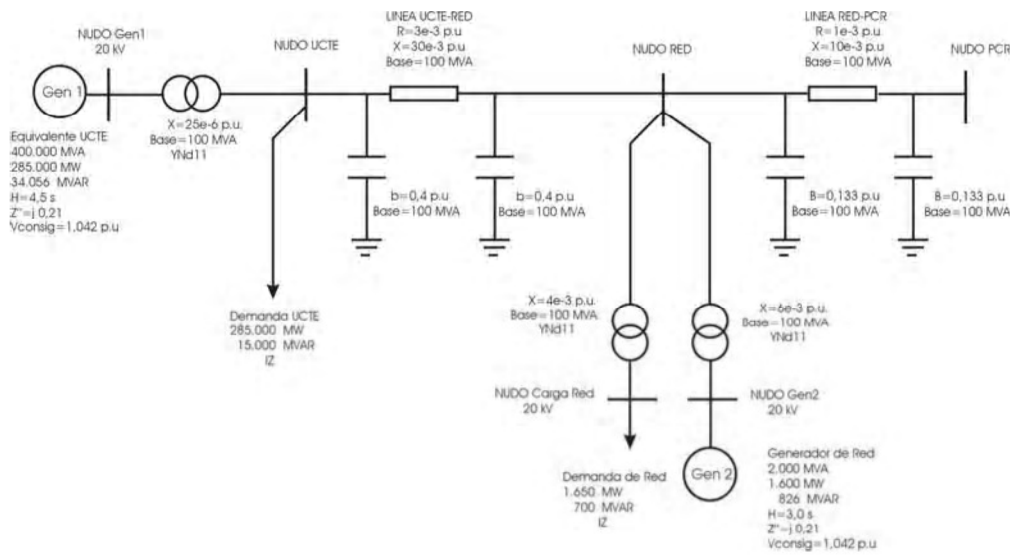 NUDO Gen1
20 kV
Gen 1
Equivalente UCTE
400.000 MVA
285.000 MW
34.056 MVAR
H=4,5 s
Z"=j 0,21
Vconsig=1,042 p.u
X=25e-6 p.u.
Base=100 MVA
YNd11
NUDO UCTE
LINEA UCTE-RED
R=3e-3 p.u
X=30e-3 p.u
Base=100 MVA
b=0,4 p.u
Base=100 MVA
b=0,4 p.u
Base=100 MVA
Demanda UCTE
285.000 MW
15.000 MVAR
IZ
NUDO RED
LINEA RED-PCR
R=1e-3 p.u
X=10e-3 p.u
Base=100 MVA
NUDO PCR
B=0,133 p.u
Base=100 MVA
B=0,133 p.u
Base=100 MVA
X=4e-3 p.u.
Base=100 MVA
YNd11
X=6e-3 p.u.
Base=100 MVA
YNd11
NUDO Carga Red
20 kV
NUDO Gen2
20 kV
Demanda de Red
1.650 MW
700 MVAR
IZ
Gen 2
Generador de Red
2.000 MVA
1.600 MW
826 MVAR
H=3,0 s
Z"=j 0,21
Vconsig=1,042 p.u